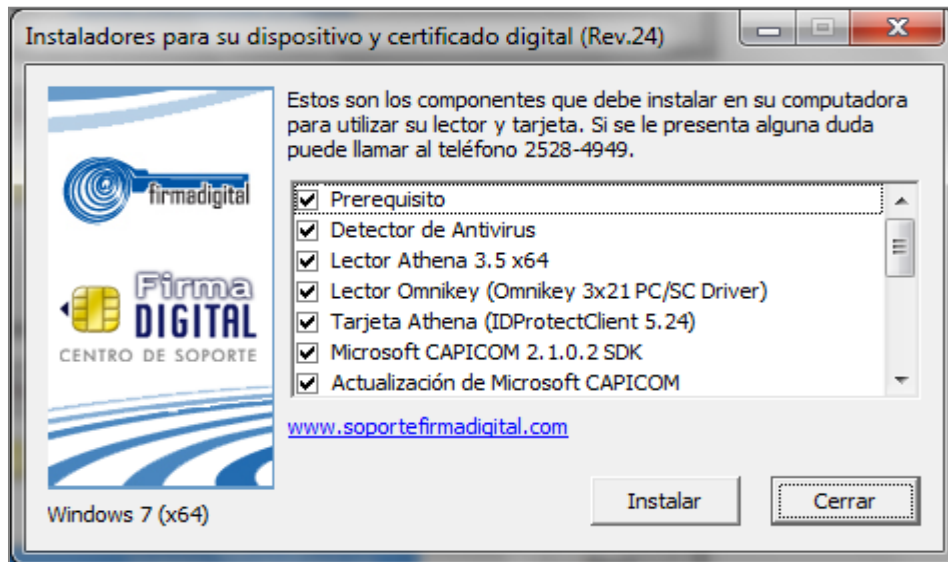 Instaladores para su dispositivo y certificado digital (Rev.24)
Estos son los componentes que debe instalar en su computadora
para utilizar su lector y tarjeta. Si se le presenta alguna duda
puede llamar al teléfono 2528-4949.
firmadigital
Firma
DIGITAL
CENTRO DE SOPORTE
Prerequisito
Detector de Antivirus
Lector Athena 3.5 x64
Lector Omnikey (Omnikey 3x21 PC/SC Driver)
Tarjeta Athena (IDProtectClient 5.24)
Microsoft CAPICOM 2.1.0.2 SDK
Actualización de Microsoft CAPICOM
www.soportefirmadigital.com
Windows 7 (x64)
Instalar
Cerrar